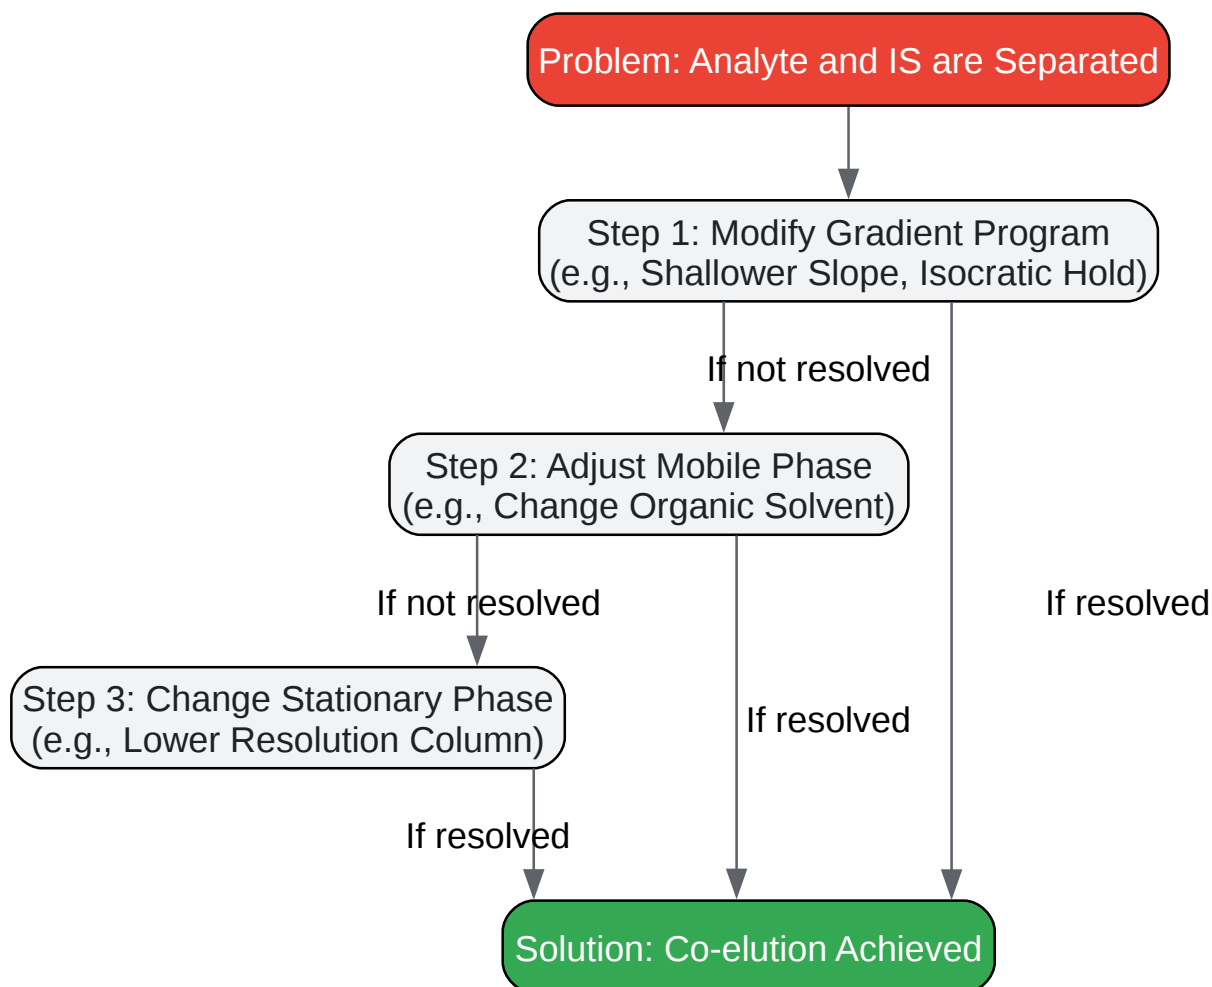 Problem: Analyte and IS are Separated
Step 1: Modify Gradient Program
(e.g., Shallower Slope, Isocratic Hold)
If not resolved
Step 2: Adjust Mobile Phase
(e.g., Change Organic Solvent)
If not resolved
If resolved
Step 3: Change Stationary Phase
(e.g., Lower Resolution Column)
If resolved
If resolved
Solution: Co-elution Achieved